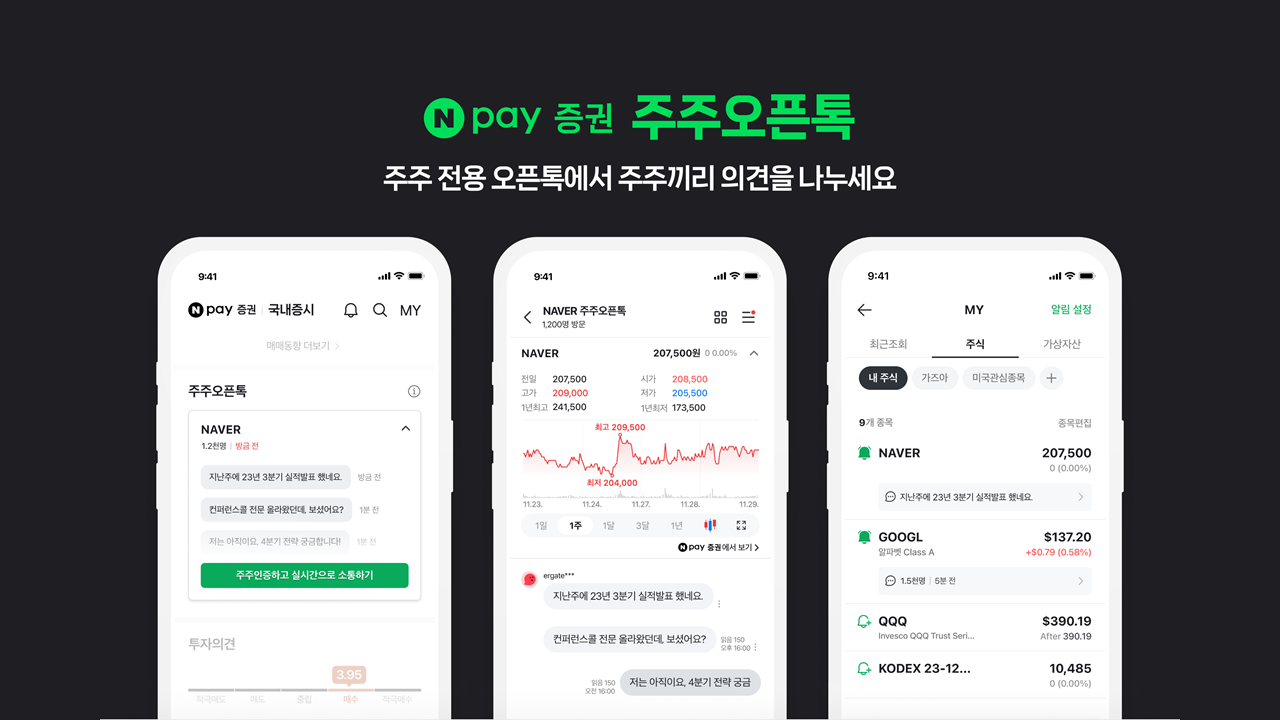 N pay 증권 주주오픈톡
주주 전용 오픈톡에서 주주끼리 의견을 나누세요
9:41
N pay 증권 | 국내증시 MY
매매동향 더보기 >
주주오픈톡
NAVER
1.2천명 | 방금 전
지난주에 23년 3분기 실적발표 했네요. 방금 전
컨퍼런스콜 전문 올라왔던데, 보셨어요? 1분 전
저는 아직이요, 4분기 전략 궁금합니다! 1분 전
주주인증하고 실시간으로 소통하기
투자의견
3.95
적극매도 매도 중립 매수 적극매수
9:41
NAVER 주주오픈톡
1,200명 방문
NAVER 207,500원 0 0.00%
전일 207,500 시가 208,500
고가 209,000 저가 205,500
1년최고 241,500 1년최저 173,500
최고 209,500
최저 204,000
11.23. 11.24. 11.27. 11.28. 11.29.
1일 1주 1달 3달 1년
N pay 증권에서 보기 >
ergate***
지난주에 23년 3분기 실적발표 했네요.
컨퍼런스콜 전문 올라왔던데, 보셨어요? 읽음 150
오후 16:00
읽음 150 저는 아직이요, 4분기 전략 궁금
오전 16:00
9:41
MY 알림 설정
최근조회 주식 가상자산
내 주식 가즈아 미국관심종목 +
9개 종목 종목편집
NAVER 207,500
0 (0.00%)
지난주에 23년 3분기 실적발표 했네요. >
GOOGL $137.20
알파벳 Class A +$0.79 (0.58%)
1.5천명 | 5분 전 >
QQQ $390.19
Invesco QQQ Trust Seri... After 390.19
KODEX 23-12... 10,485
0 (0.00%)